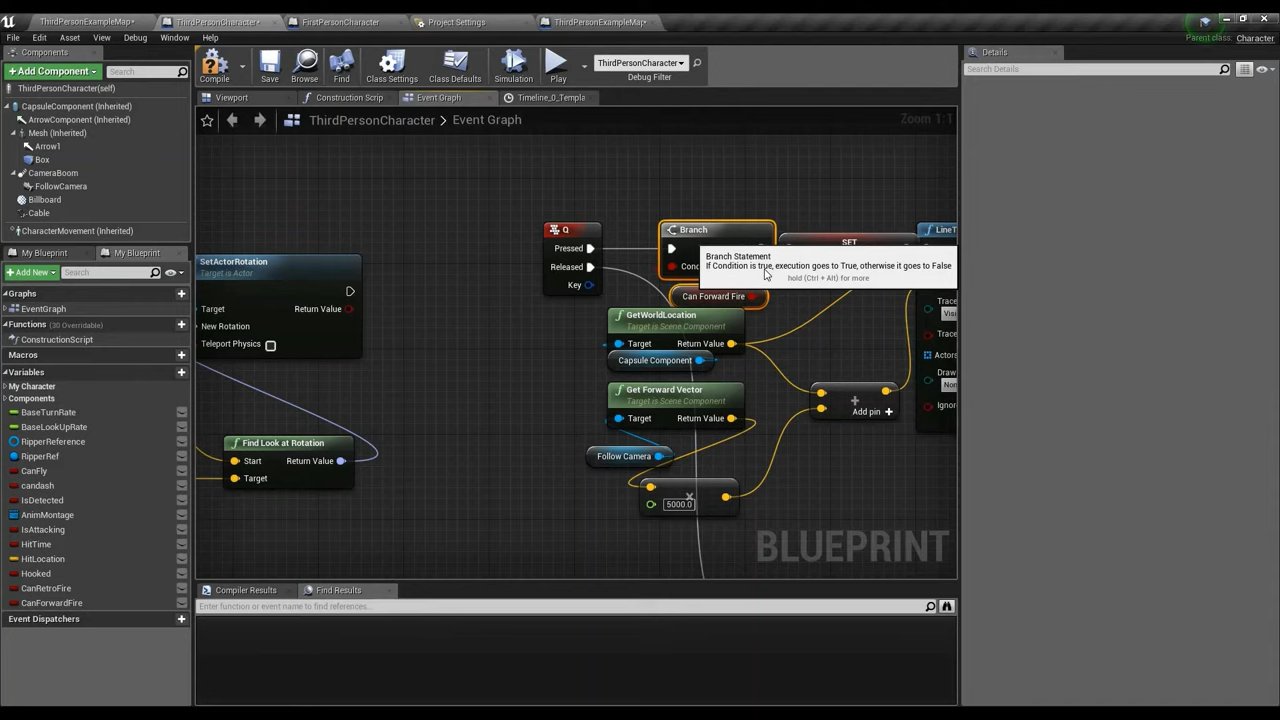 ThirdPersonExampleMap*
ThirdPersonCharacter*
FirstPersonCharacter
Project Settings
ThirdPersonExampleMap*
File Edit Asset View Debug Window Help
Parent class: Character
Components
+ Add Component
Search
ThirdPersonCharacter(self)
CapsuleComponent (Inherited)
ArrowComponent (Inherited)
Mesh (Inherited)
Arrow1
Box
CameraBoom
FollowCamera
Billboard
Cable
CharacterMovement (Inherited)
My Blueprint My Blueprint
+ Add New
Search
Graphs
EventGraph
Functions (30 Overridable)
ConstructionScript
Macros
Variables
My Character
Components
BaseTurnRate
BaseLookUpRate
RipperReference
RipperRef
CanFly
candash
IsDetected
AnimMontage
IsAttacking
HitTime
HitLocation
Hooked
CanRetroFire
CanForwardFire
Event Dispatchers
Compile Save Browse Find Class Settings Class Defaults Simulation Play
ThirdPersonCharacter
Debug Filter
Viewport Construction Scrip Event Graph Timeline_0_Templa
ThirdPersonCharacter > Event Graph
Zoom 1:1
SetActorRotation
Target is Actor
Target Return Value
New Rotation
Teleport Physics
Find Look at Rotation
Start Return Value
Target
Q
Pressed
Released
Key
Branch
SET
LineT
Branch Statement
If Condition is true, execution goes to True, otherwise it goes to False
hold (Ctrl + Alt) for more
Can Forward Fire
GetWorldLocation
Target is Scene Component
Target Return Value
Capsule Component
Get Forward Vector
Target is Scene Component
Target Return Value
Follow Camera
5000.0
+
Add pin +
Trace
Trace
Actors
Draw
Ignor
BLUEPRINT
Compiler Results Find Results
Enter function or event name to find references...
Details
Search Details